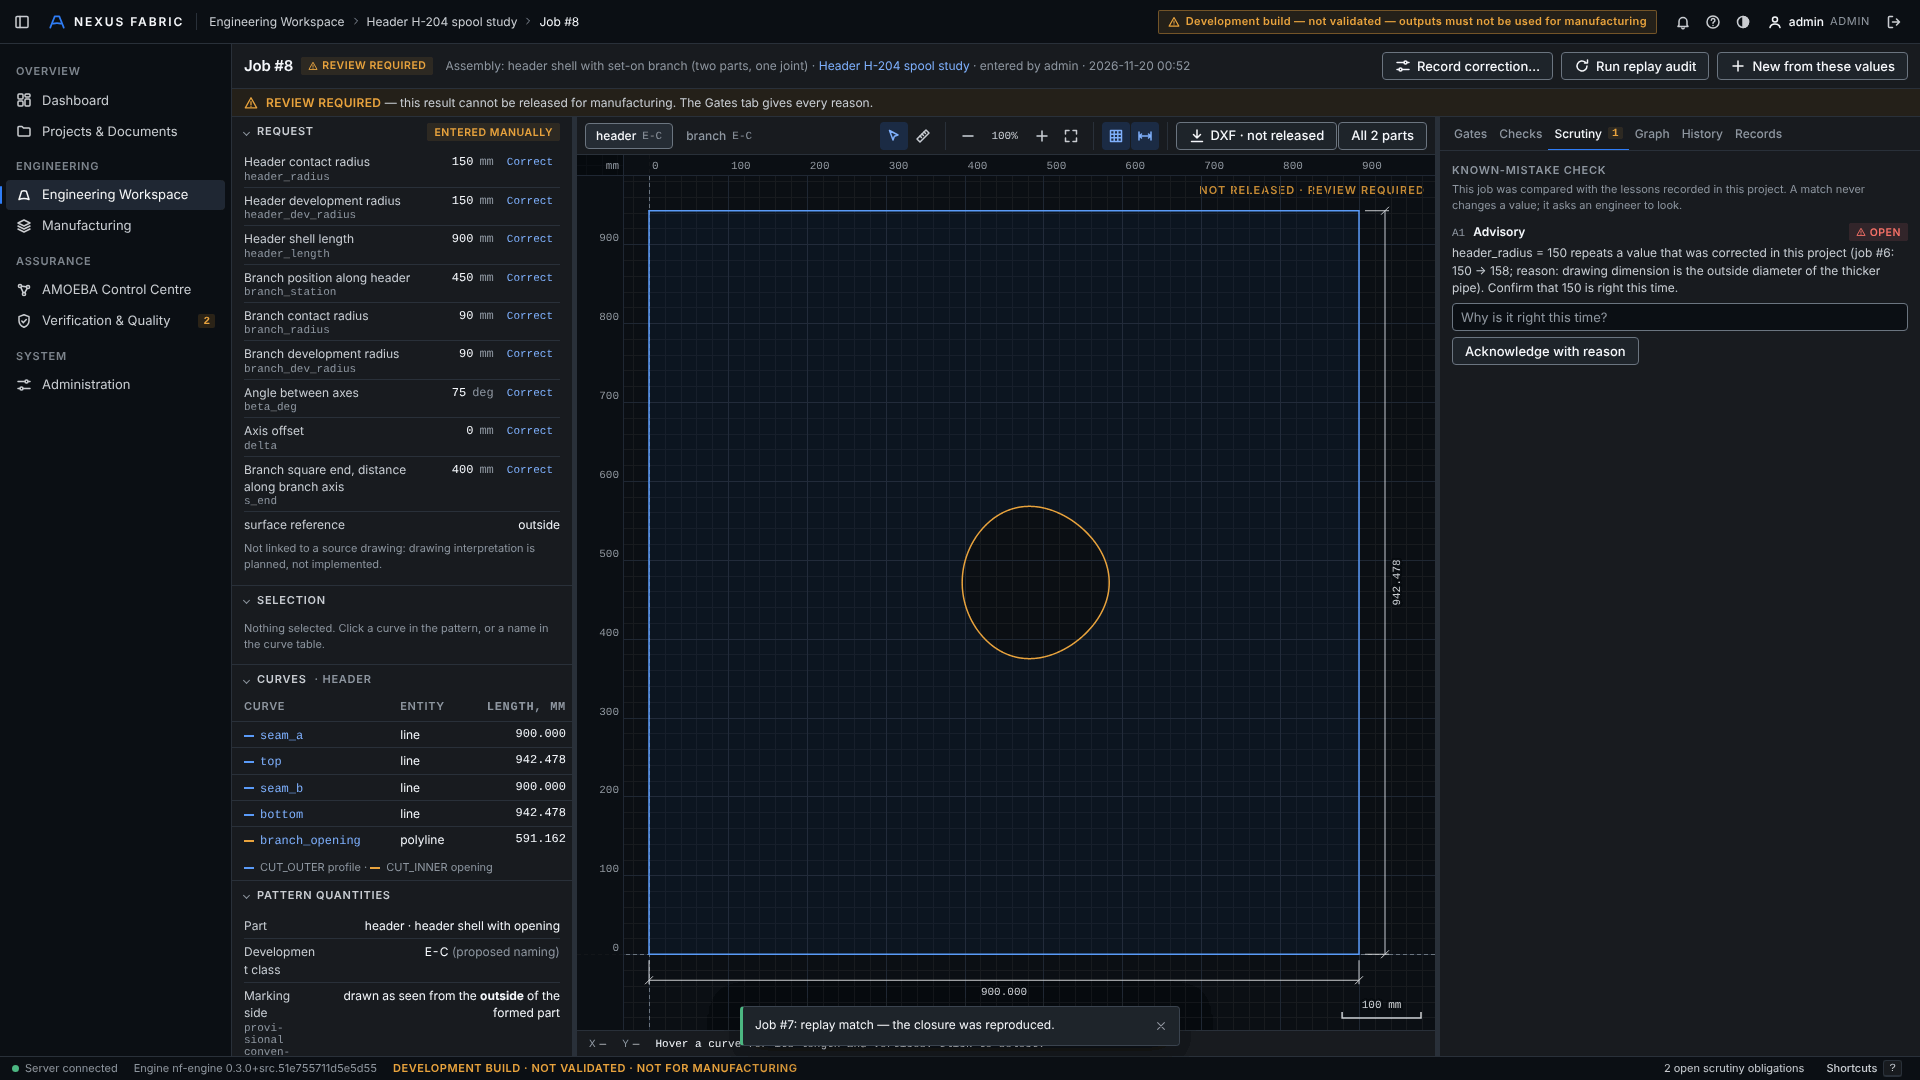 NEXUS FABRIC
Engineering Workspace › Header H-204 spool study › Job #8
Development build — not validated — outputs must not be used for manufacturing
admin ADMIN
OVERVIEW
Dashboard
Projects & Documents
ENGINEERING
Engineering Workspace
Manufacturing
ASSURANCE
AMOEBA Control Centre
Verification & Quality 2
SYSTEM
Administration
Job #8 REVIEW REQUIRED Assembly: header shell with set-on branch (two parts, one joint) · Header H-204 spool study · entered by admin · 2026-11-20 00:52
Record correction...
Run replay audit
New from these values
REVIEW REQUIRED — this result cannot be released for manufacturing. The Gates tab gives every reason.
REQUEST ENTERED MANUALLY
Header contact radius 150 mm Correct
header_radius
Header development radius 150 mm Correct
header_dev_radius
Header shell length 900 mm Correct
header_length
Branch position along header 450 mm Correct
branch_station
Branch contact radius 90 mm Correct
branch_radius
Branch development radius 90 mm Correct
branch_dev_radius
Angle between axes 75 deg Correct
beta_deg
Axis offset 0 mm Correct
delta
Branch square end, distance 400 mm Correct
along branch axis
s_end
surface reference outside
Not linked to a source drawing: drawing interpretation is
planned, not implemented.
SELECTION
Nothing selected. Click a curve in the pattern, or a name in
the curve table.
CURVES · HEADER
CURVE ENTITY LENGTH, MM
seam_a line 900.000
top line 942.478
seam_b line 900.000
bottom line 942.478
branch_opening polyline 591.162
CUT_OUTER profile · CUT_INNER opening
PATTERN QUANTITIES
Part header · header shell with opening
Developmen E-C (proposed naming)
t class
Marking drawn as seen from the outside of the
side formed part
provi-
sional
conven-
header E-C
branch E-C
100%
DXF · not released
All 2 parts
mm 0 100 200 300 400 500 600 700 800 900
NOT RELEASED · REVIEW REQUIRED
900
800
700
600
500
400
300
200
100
0
942.478
900.000
100 mm
Job #7: replay match — the closure was reproduced.
X — Y — Hover a curve
Gates Checks Scrutiny 1 Graph History Records
KNOWN-MISTAKE CHECK
This job was compared with the lessons recorded in this project. A match never
changes a value; it asks an engineer to look.
A1 Advisory OPEN
header_radius = 150 repeats a value that was corrected in this project (job #6:
150 → 158; reason: drawing dimension is the outside diameter of the thicker
pipe). Confirm that 150 is right this time.
Why is it right this time?
Acknowledge with reason
Server connected Engine nf-engine 0.3.0+src.51e755711d5e5d55 DEVELOPMENT BUILD · NOT VALIDATED · NOT FOR MANUFACTURING
2 open scrutiny obligations Shortcuts ?